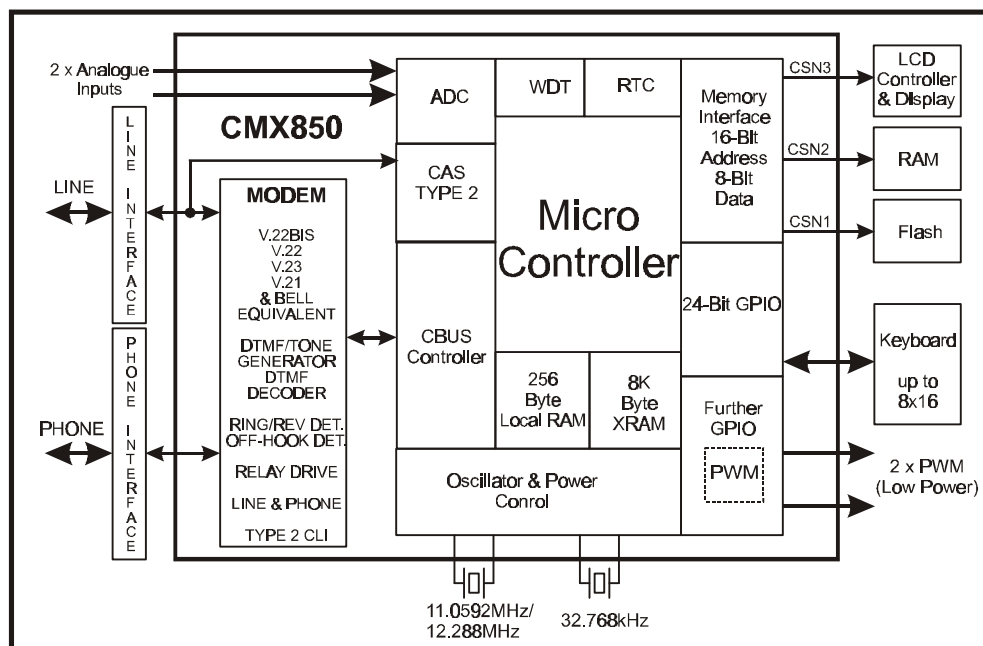 2 x Analogue
Inputs
LINE INTERFACE
LINE
PHONE INTERFACE
PHONE
CMX850
MODEM
V.22BIS
V.22
V.23
V.21
& BELL
EQUIVALENT
DTMF/TONE
GENERATOR
DTMF
DECODER
RING/REV DET.
OFF-HOOK DET.
RELAY DRIVE
LINE & PHONE
TYPE 2 CLI
ADC
CAS
TYPE 2
CBUS
Controller
WDT
RTC
Micro
Controller
256
Byte
Local RAM
8K
Byte
XRAM
Oscillator & Power
Conrol
Memory
Interface
16-Bit
Address
8-Bit
Data
24-Bit GPIO
Further
GPIO
PWM
CSN3
CSN2
CSN1
LCD
Controller
& Display
RAM
Flash
Keyboard
up to
8x16
2 x PWM
(Low Power)
11.0592MHz/
12.288MHz
32.768kHz